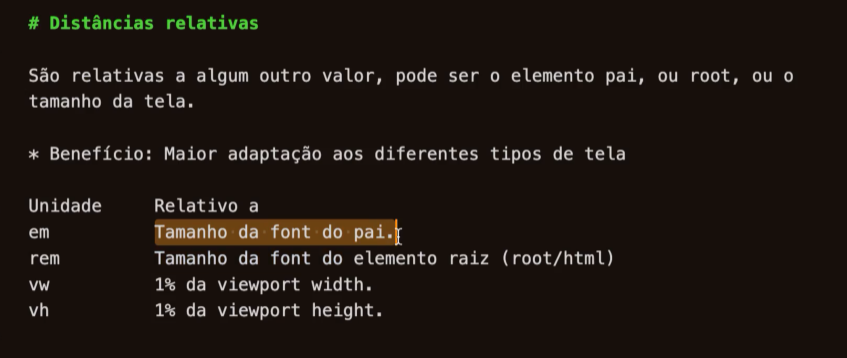 # Distâncias relativas
São relativas a algum outro valor, pode ser o elemento pai, ou root, ou o
tamanho da tela.
* Benefício: Maior adaptação aos diferentes tipos de tela
Unidade Relativo a
em Tamanho da font do pai.
rem Tamanho da font do elemento raiz (root/html)
vw 1% da viewport width.
vh 1% da viewport height.